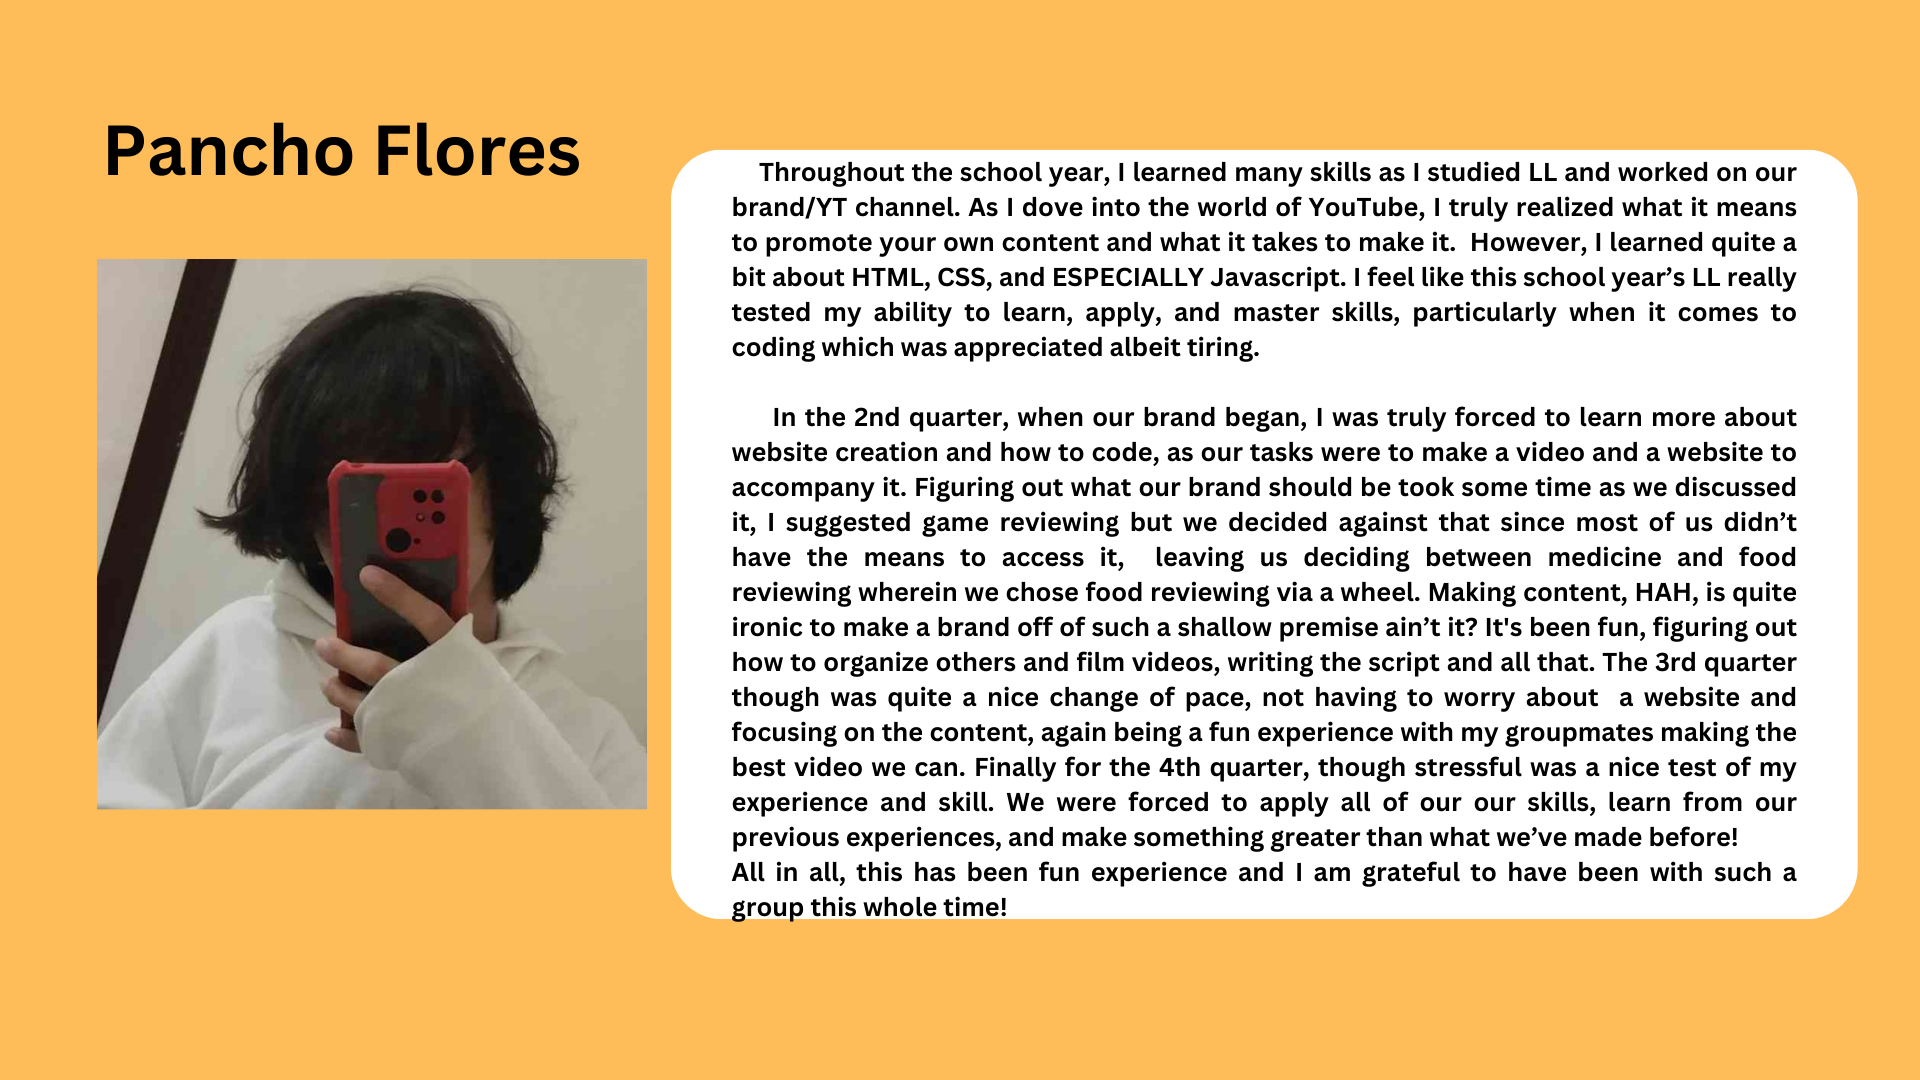 Pancho Flores
Throughout the school year, I learned many skills as I studied LL and worked on our
brand/YT channel. As I dove into the world of YouTube, I truly realized what it means
to promote your own content and what it takes to make it.  However, I learned quite a
bit about HTML, CSS, and ESPECIALLY Javascript. I feel like this school year’s LL really
tested my ability to learn, apply, and master skills, particularly when it comes to
coding which was appreciated albeit tiring.
In the 2nd quarter, when our brand began, I was truly forced to learn more about
website creation and how to code, as our tasks were to make a video and a website to
accompany it. Figuring out what our brand should be took some time as we discussed
it, I suggested game reviewing but we decided against that since most of us didn’t
have the means to access it,  leaving us deciding between medicine and food
reviewing wherein we chose food reviewing via a wheel. Making content, HAH, is quite
ironic to make a brand off of such a shallow premise ain’t it? It's been fun, figuring out
how to organize others and film videos, writing the script and all that. The 3rd quarter
though was quite a nice change of pace, not having to worry about  a website and
focusing on the content, again being a fun experience with my groupmates making the
best video we can. Finally for the 4th quarter, though stressful was a nice test of my
experience and skill. We were forced to apply all of our our skills, learn from our
previous experiences, and make something greater than what we’ve made before!
All in all, this has been fun experience and I am grateful to have been with such a
group this whole time!